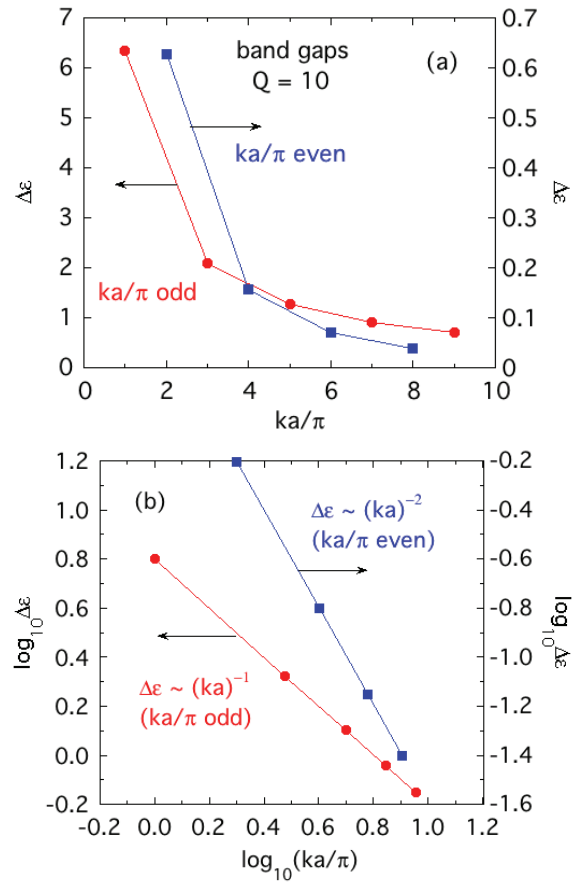 7
6
5
4
3
2
1
0
Δε
band gaps
Q = 10
(a)
ka/π even
ka/π odd
0.7
0.6
0.5
0.4
0.3
0.2
0.1
0
Δε
0
2
4
6
8
10
ka/π
1.2
1.0
0.8
0.6
0.4
0.2
0.0
-0.2
log₁₀Δε
(b)
Δε ~ (ka)⁻²
(ka/π even)
Δε ~ (ka)⁻¹
(ka/π odd)
-0.2
-0.4
-0.6
-0.8
-1.0
-1.2
-1.4
-1.6
log₁₀Δε
-0.2
0.0
0.2
0.4
0.6
0.8
1.0
1.2
log₁₀(ka/π)